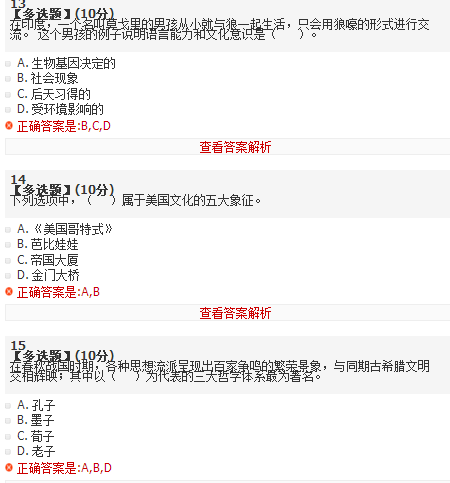 13
【多选题】(10分)
在印度，一个名叫莫戈里的男孩从小就与狼一起生活，只会用狼嚎的形式进行交
流。 这个男孩的例子说明语言能力和文化意识是（　　）。
A. 生物基因决定的
B. 社会现象
C. 后天习得的
D. 受环境影响的
正确答案是:B,C,D
查看答案解析
14
【多选题】(10分)
下列选项中，（　）属于美国文化的五大象征。
A.《美国哥特式》
B. 芭比娃娃
C. 帝国大厦
D. 金门大桥
正确答案是:A,B
查看答案解析
15
【多选题】(10分)
在春秋战国时期，各种思想流派呈现出百家争鸣的繁荣景象，与同期古希腊文明
交相辉映；其中以（　　）为代表的三大哲学体系最为著名。
A. 孔子
B. 墨子
C. 荀子
D. 老子
正确答案是:A,B,D